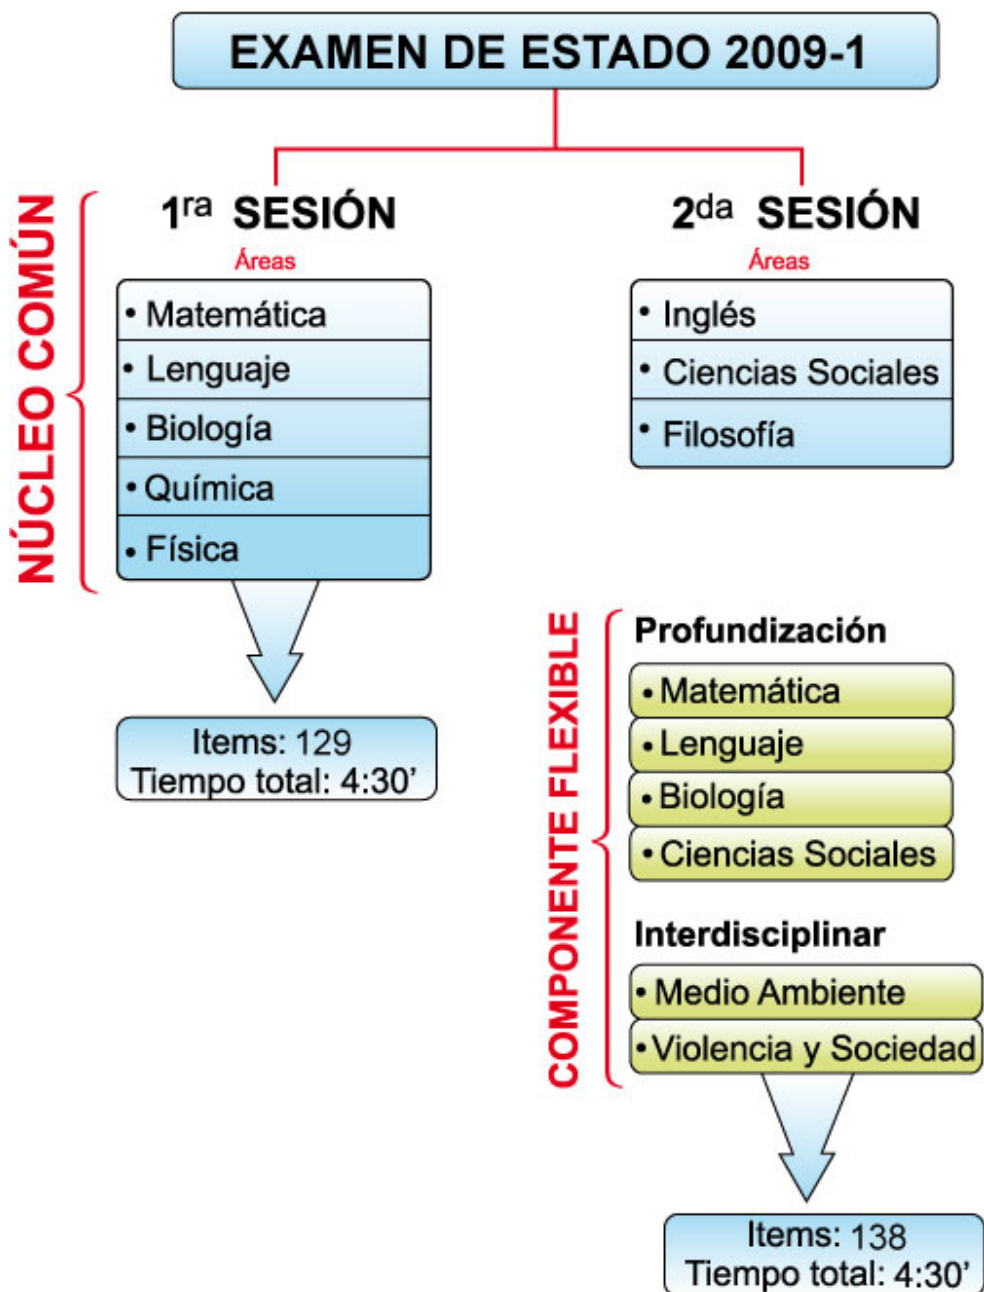 EXAMEN DE ESTADO 2009-1
NÚCLEO COMÚN
1ra SESIÓN
Áreas
• Matemática
• Lenguaje
• Biología
• Química
• Física
Items: 129
Tiempo total: 4:30’
2da SESIÓN
Áreas
• Inglés
• Ciencias Sociales
• Filosofía
COMPONENTE FLEXIBLE
Profundización
• Matemática
• Lenguaje
• Biología
• Ciencias Sociales
Interdisciplinar
• Medio Ambiente
• Violencia y Sociedad
Items: 138
Tiempo total: 4:30’